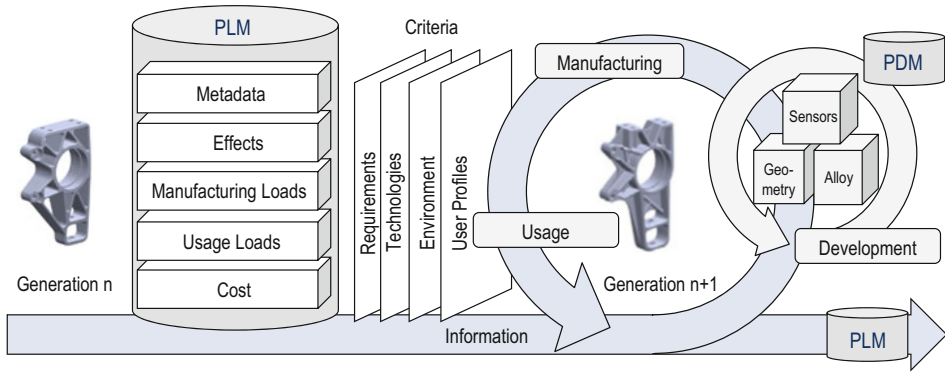 PLM
Metadata
Effects
Manufacturing Loads
Usage Loads
Cost
Generation n
Criteria
Requirements
Technologies
Environment
User Profiles
Manufacturing
Usage
Generation n+1
PDM
Sensors
Geo-
metry
Alloy
Development
Information
PLM